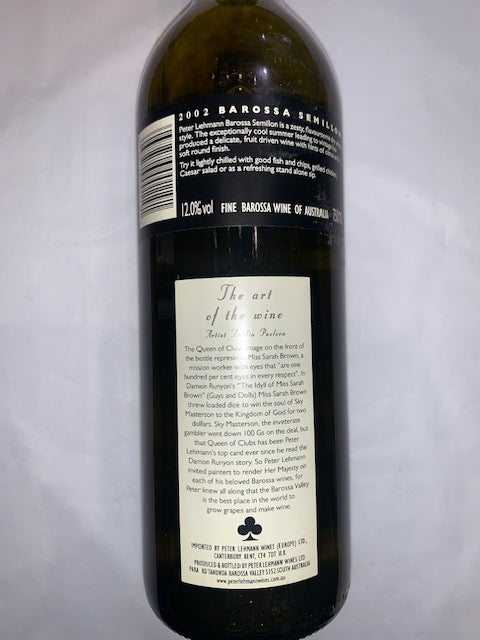 2002 BAROSSA SEMILLON
Peter Lehmann Barossa Semillon is a zesty, flavoursome
style. The exceptionally cool summer leading to vintage
produced a delicate, fruit driven wine with hints of
soft round finish.
Try it lightly chilled with good fish and chips, grilled chicken
Caesar salad or as a refreshing stand alone sip.
12.0%vol FINE BAROSSA WINE OF AUSTRALIA
The art
of the wine
Artist
The Queen of Clubs image on the front of
the bottle represents Miss Sarah Brown, a
mission worker with eyes that "are one
hundred per cent eyes in every respect". In
Damon Runyon's "The Idyll of Miss Sarah
Brown" (Guys and Dolls) Miss Sarah Brown
threw loaded dice to win the soul of Sky
Masterson to the Kingdom of God for two
dollars. Sky Masterson, the inveterate
gambler went down 100 Gs on the deal, but
that Queen of Clubs has been Peter
Lehmann's top card ever since he read the
Damon Runyon story. So Peter Lehmann
invited painters to render Her Majesty on
each of his beloved Barossa wines, for
Peter knew all along that the Barossa Valley
is the best place in the world to
grow grapes and make wine.
IMPORTED BY PETER LEHMANN WINES (EUROPE) LTD.,
CANTERBURY KENT, CT4 7DT U.K.
PRODUCED & BOTTLED BY PETER LEHMANN WINES LTD
PARA RD TANUNDA BAROSSA VALLEY 5352 SOUTH AUSTRALIA
www.peterlehmannwines.com.au